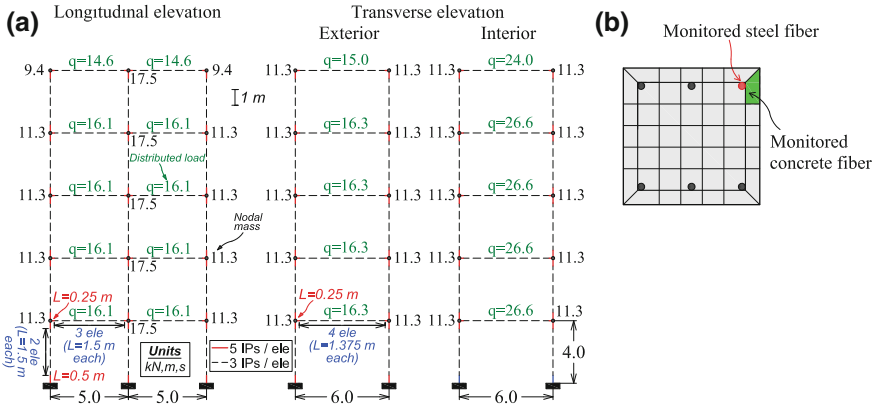 (a)
Longitudinal elevation
Transverse elevation
(b)
Exterior
Interior
Monitored steel fiber
Monitored
concrete fiber
9.4 q=14.6 q=14.6 9.4
17.5
11.3 q=15.0 11.3
11.3 q=24.0 11.3
1 m
11.3 q=16.1 q=16.1 11.3
17.5
11.3 q=16.3 11.3
11.3 q=26.6 11.3
Distributed load
11.3 q=16.1 q=16.1 11.3
17.5
11.3 q=16.3 11.3
11.3 q=26.6 11.3
Nodal
mass
11.3 q=16.1 q=16.1 11.3
17.5
11.3 q=16.3 11.3
11.3 q=26.6 11.3
L=0.25 m
L=0.25 m
11.3 q=16.1 q=16.1 11.3
17.5
11.3 q=16.3 11.3
11.3 q=26.6 11.3
2 ele
(L=1.5 m
each)
3 ele
(L=1.5 m
each)
4 ele
(L=1.375 m
each)
Units
kN,m,s
5 IPs / ele
3 IPs / ele
L=0.5 m
4.0
5.0 5.0
6.0
6.0